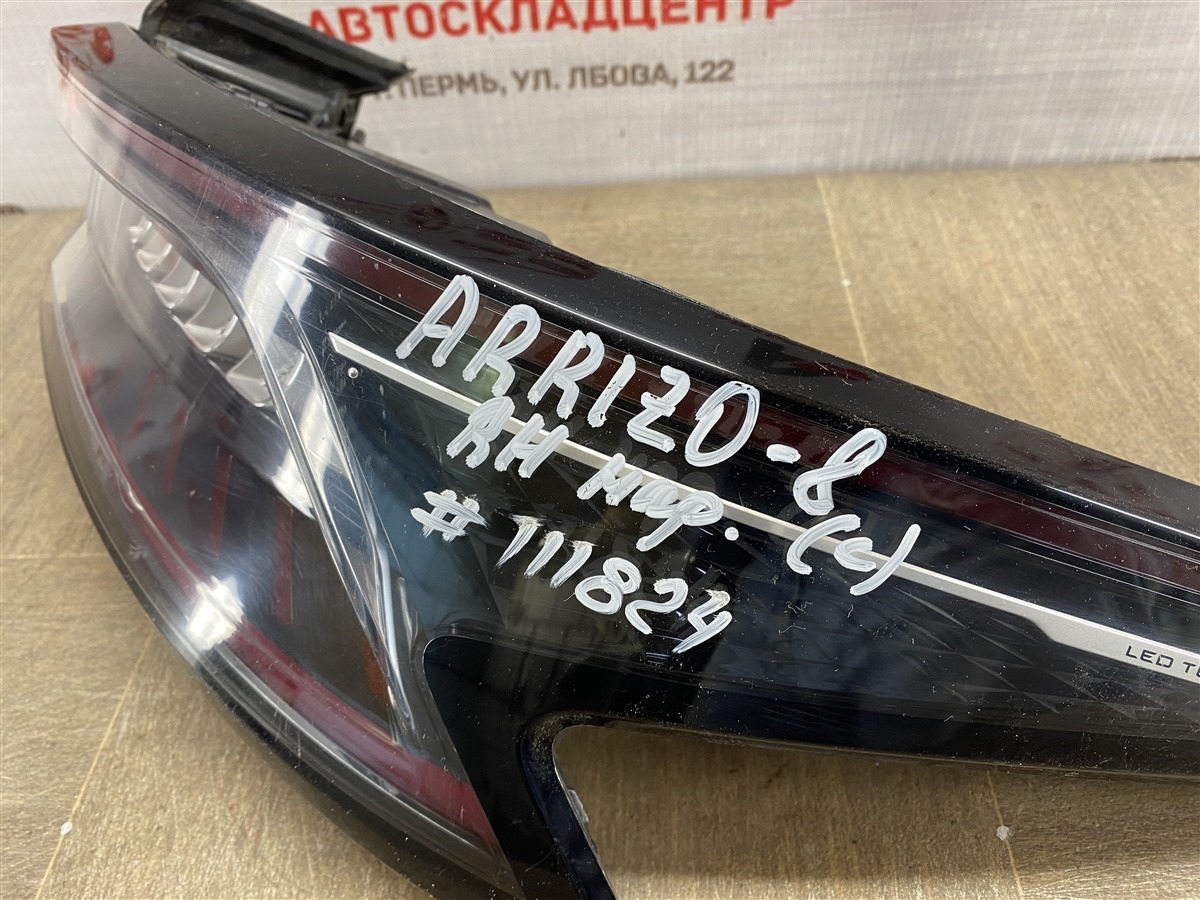 АВТОСКЛАДЦЕНТР
ПЕРМЬ, УЛ. ЛБОВА, 122
ARRIZO-8
RH нар. (с)
#111824
LED